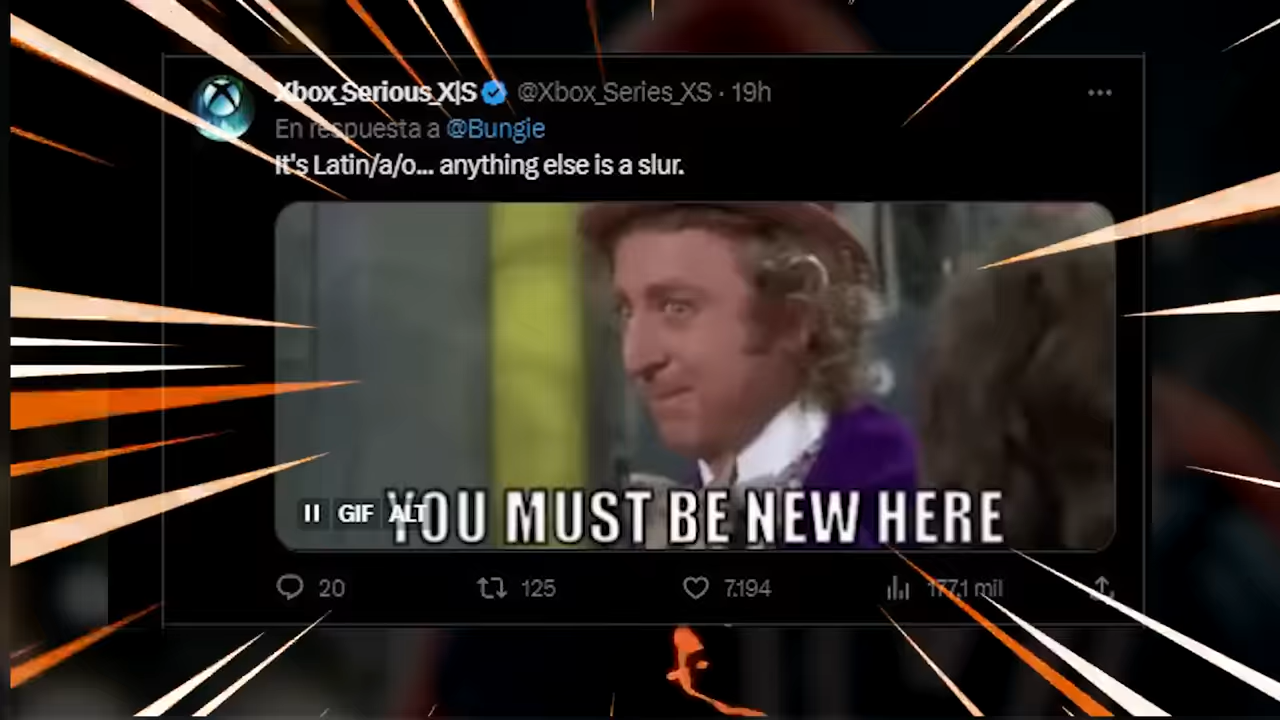 Xbox_Serious_X|S @Xbox_Series_XS · 19h
En respuesta a @Bungie
It's Latin/a/o... anything else is a slur.
YOU MUST BE NEW HERE
GIF ALT
20 125 7.194 177,1 mil